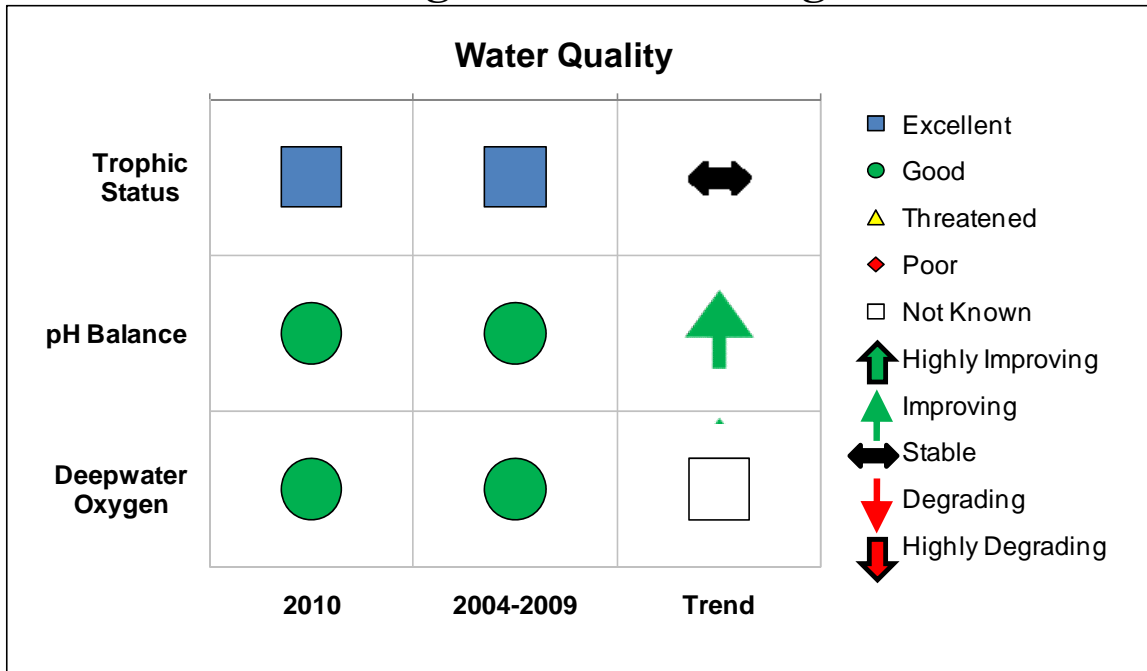 Water Quality
Trophic
Status
pH Balance
Deepwater
Oxygen
2010
2004-2009
Trend
Excellent
Good
Threatened
Poor
Not Known
Highly Improving
Improving
Stable
Degrading
Highly Degrading